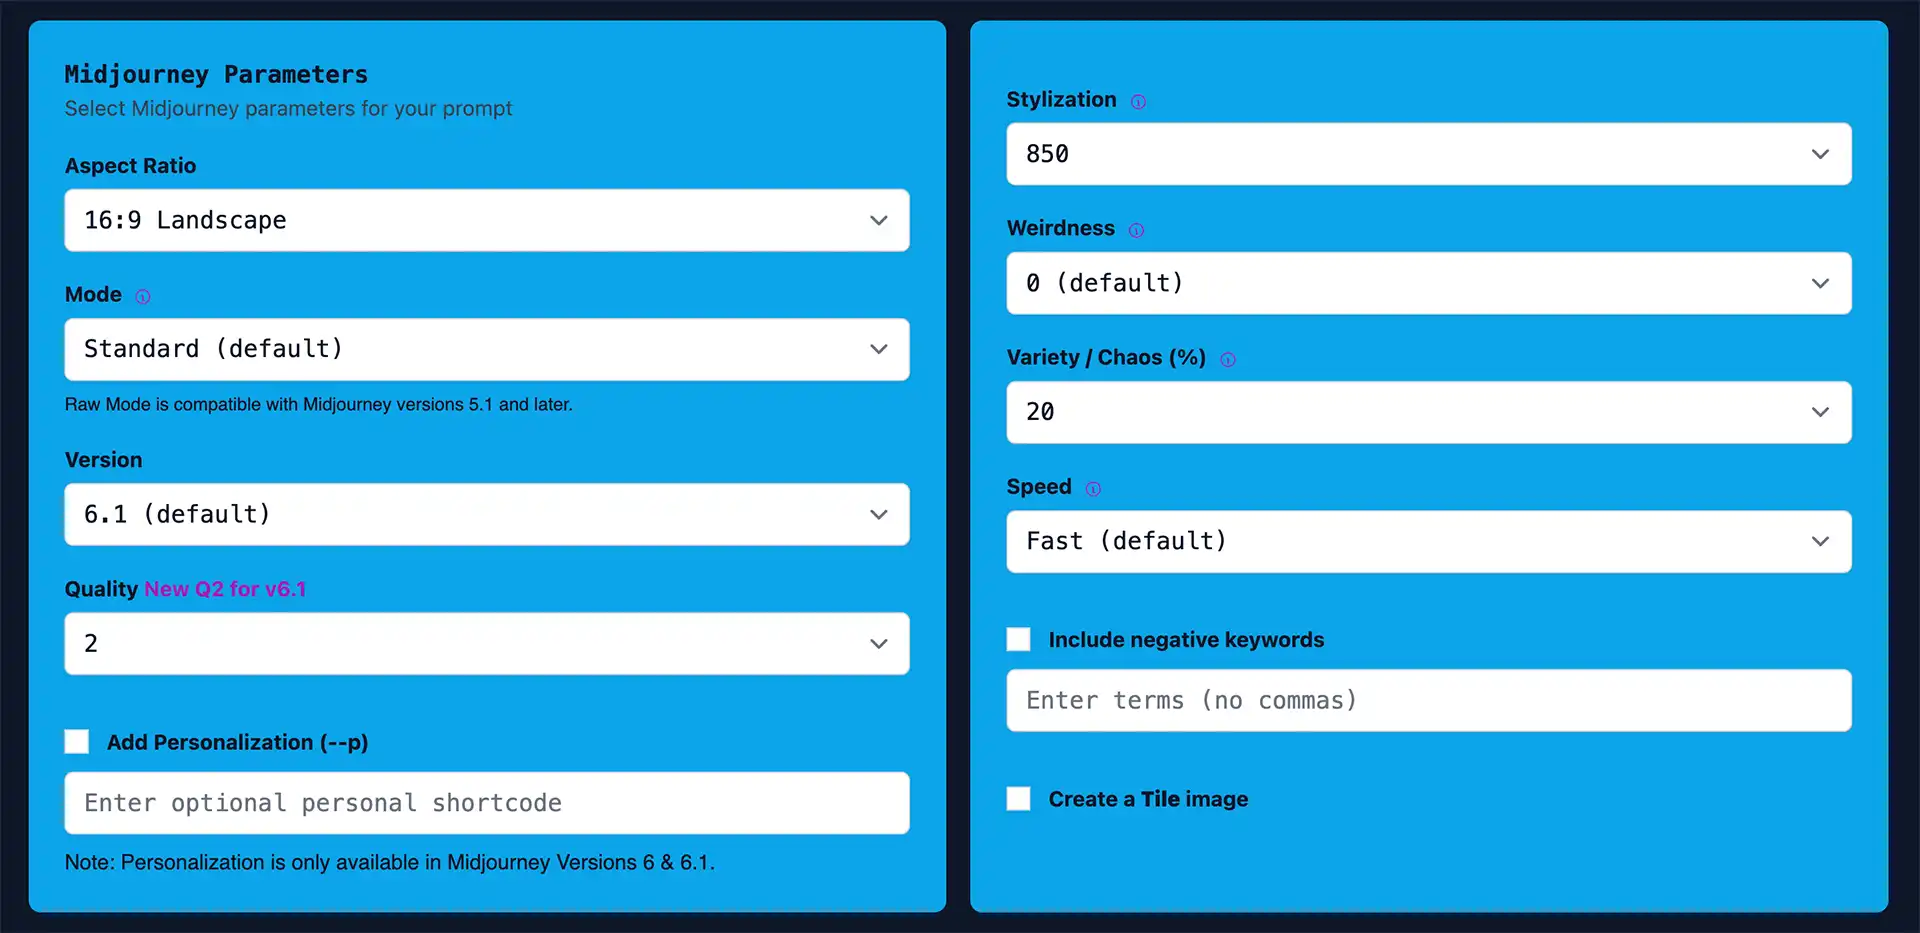 Midjourney Parameters
Select Midjourney parameters for your prompt
Aspect Ratio
16:9 Landscape
Mode
Standard (default)
Raw Mode is compatible with Midjourney versions 5.1 and later.
Version
6.1 (default)
Quality New Q2 for v6.1
2
Add Personalization (--p)
Enter optional personal shortcode
Note: Personalization is only available in Midjourney Versions 6 & 6.1.
Stylization
850
Weirdness
0 (default)
Variety / Chaos (%)
20
Speed
Fast (default)
Include negative keywords
Enter terms (no commas)
Create a Tile image